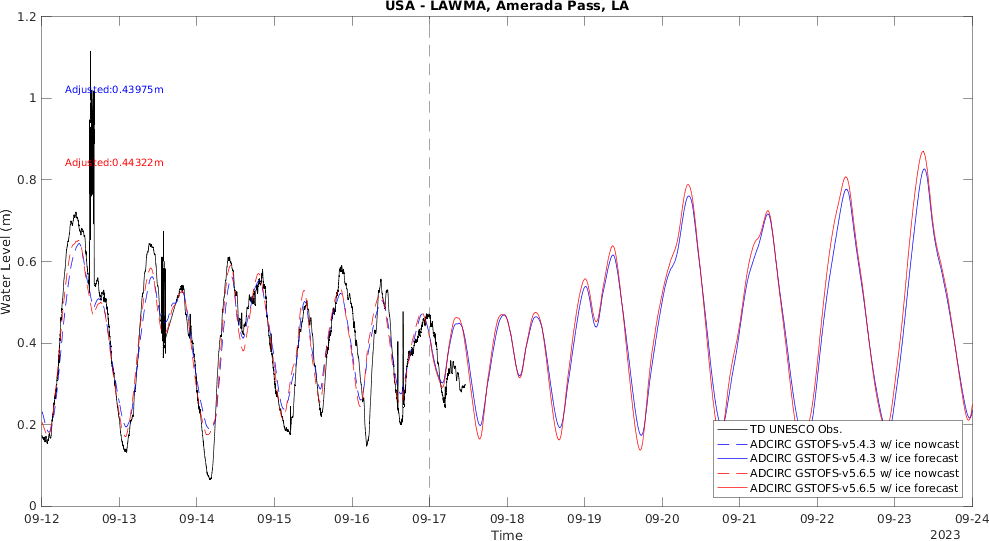 USA - LAWMA, Amerada Pass, LA
1.2
1
0.8
0.6
0.4
0.2
0
Water Level (m)
Adjusted:0.43975m
Adjusted:0.44322m
TD UNESCO Obs.
ADCIRC GSTOFS-v5.4.3 w/ ice nowcast
ADCIRC GSTOFS-v5.4.3 w/ ice forecast
ADCIRC GSTOFS-v5.6.5 w/ ice nowcast
ADCIRC GSTOFS-v5.6.5 w/ ice forecast
09-12 09-13 09-14 09-15 09-16 09-17 09-18 09-19 09-20 09-21 09-22 09-23 09-24
Time
2023